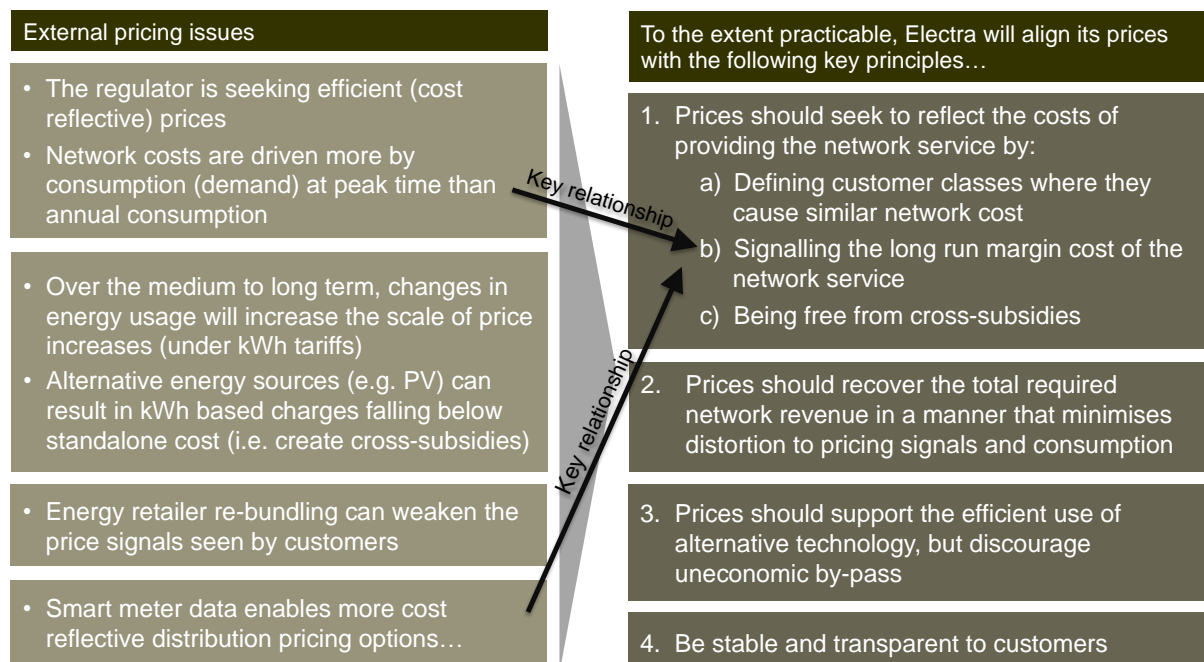 External pricing issues
• The regulator is seeking efficient (cost
reflective) prices
• Network costs are driven more by
consumption (demand) at peak time than
annual consumption
• Over the medium to long term, changes in
energy usage will increase the scale of price
increases (under kWh tariffs)
• Alternative energy sources (e.g. PV) can
result in kWh based charges falling below
standalone cost (i.e. create cross-subsidies)
• Energy retailer re-bundling can weaken the
price signals seen by customers
• Smart meter data enables more cost
reflective distribution pricing options…
Key relationship
Key relationship
To the extent practicable, Electra will align its prices
with the following key principles…
1. Prices should seek to reflect the costs of
providing the network service by:
a) Defining customer classes where they
cause similar network cost
b) Signalling the long run margin cost of the
network service
c) Being free from cross-subsidies
2. Prices should recover the total required
network revenue in a manner that minimises
distortion to pricing signals and consumption
3. Prices should support the efficient use of
alternative technology, but discourage
uneconomic by-pass
4. Be stable and transparent to customers